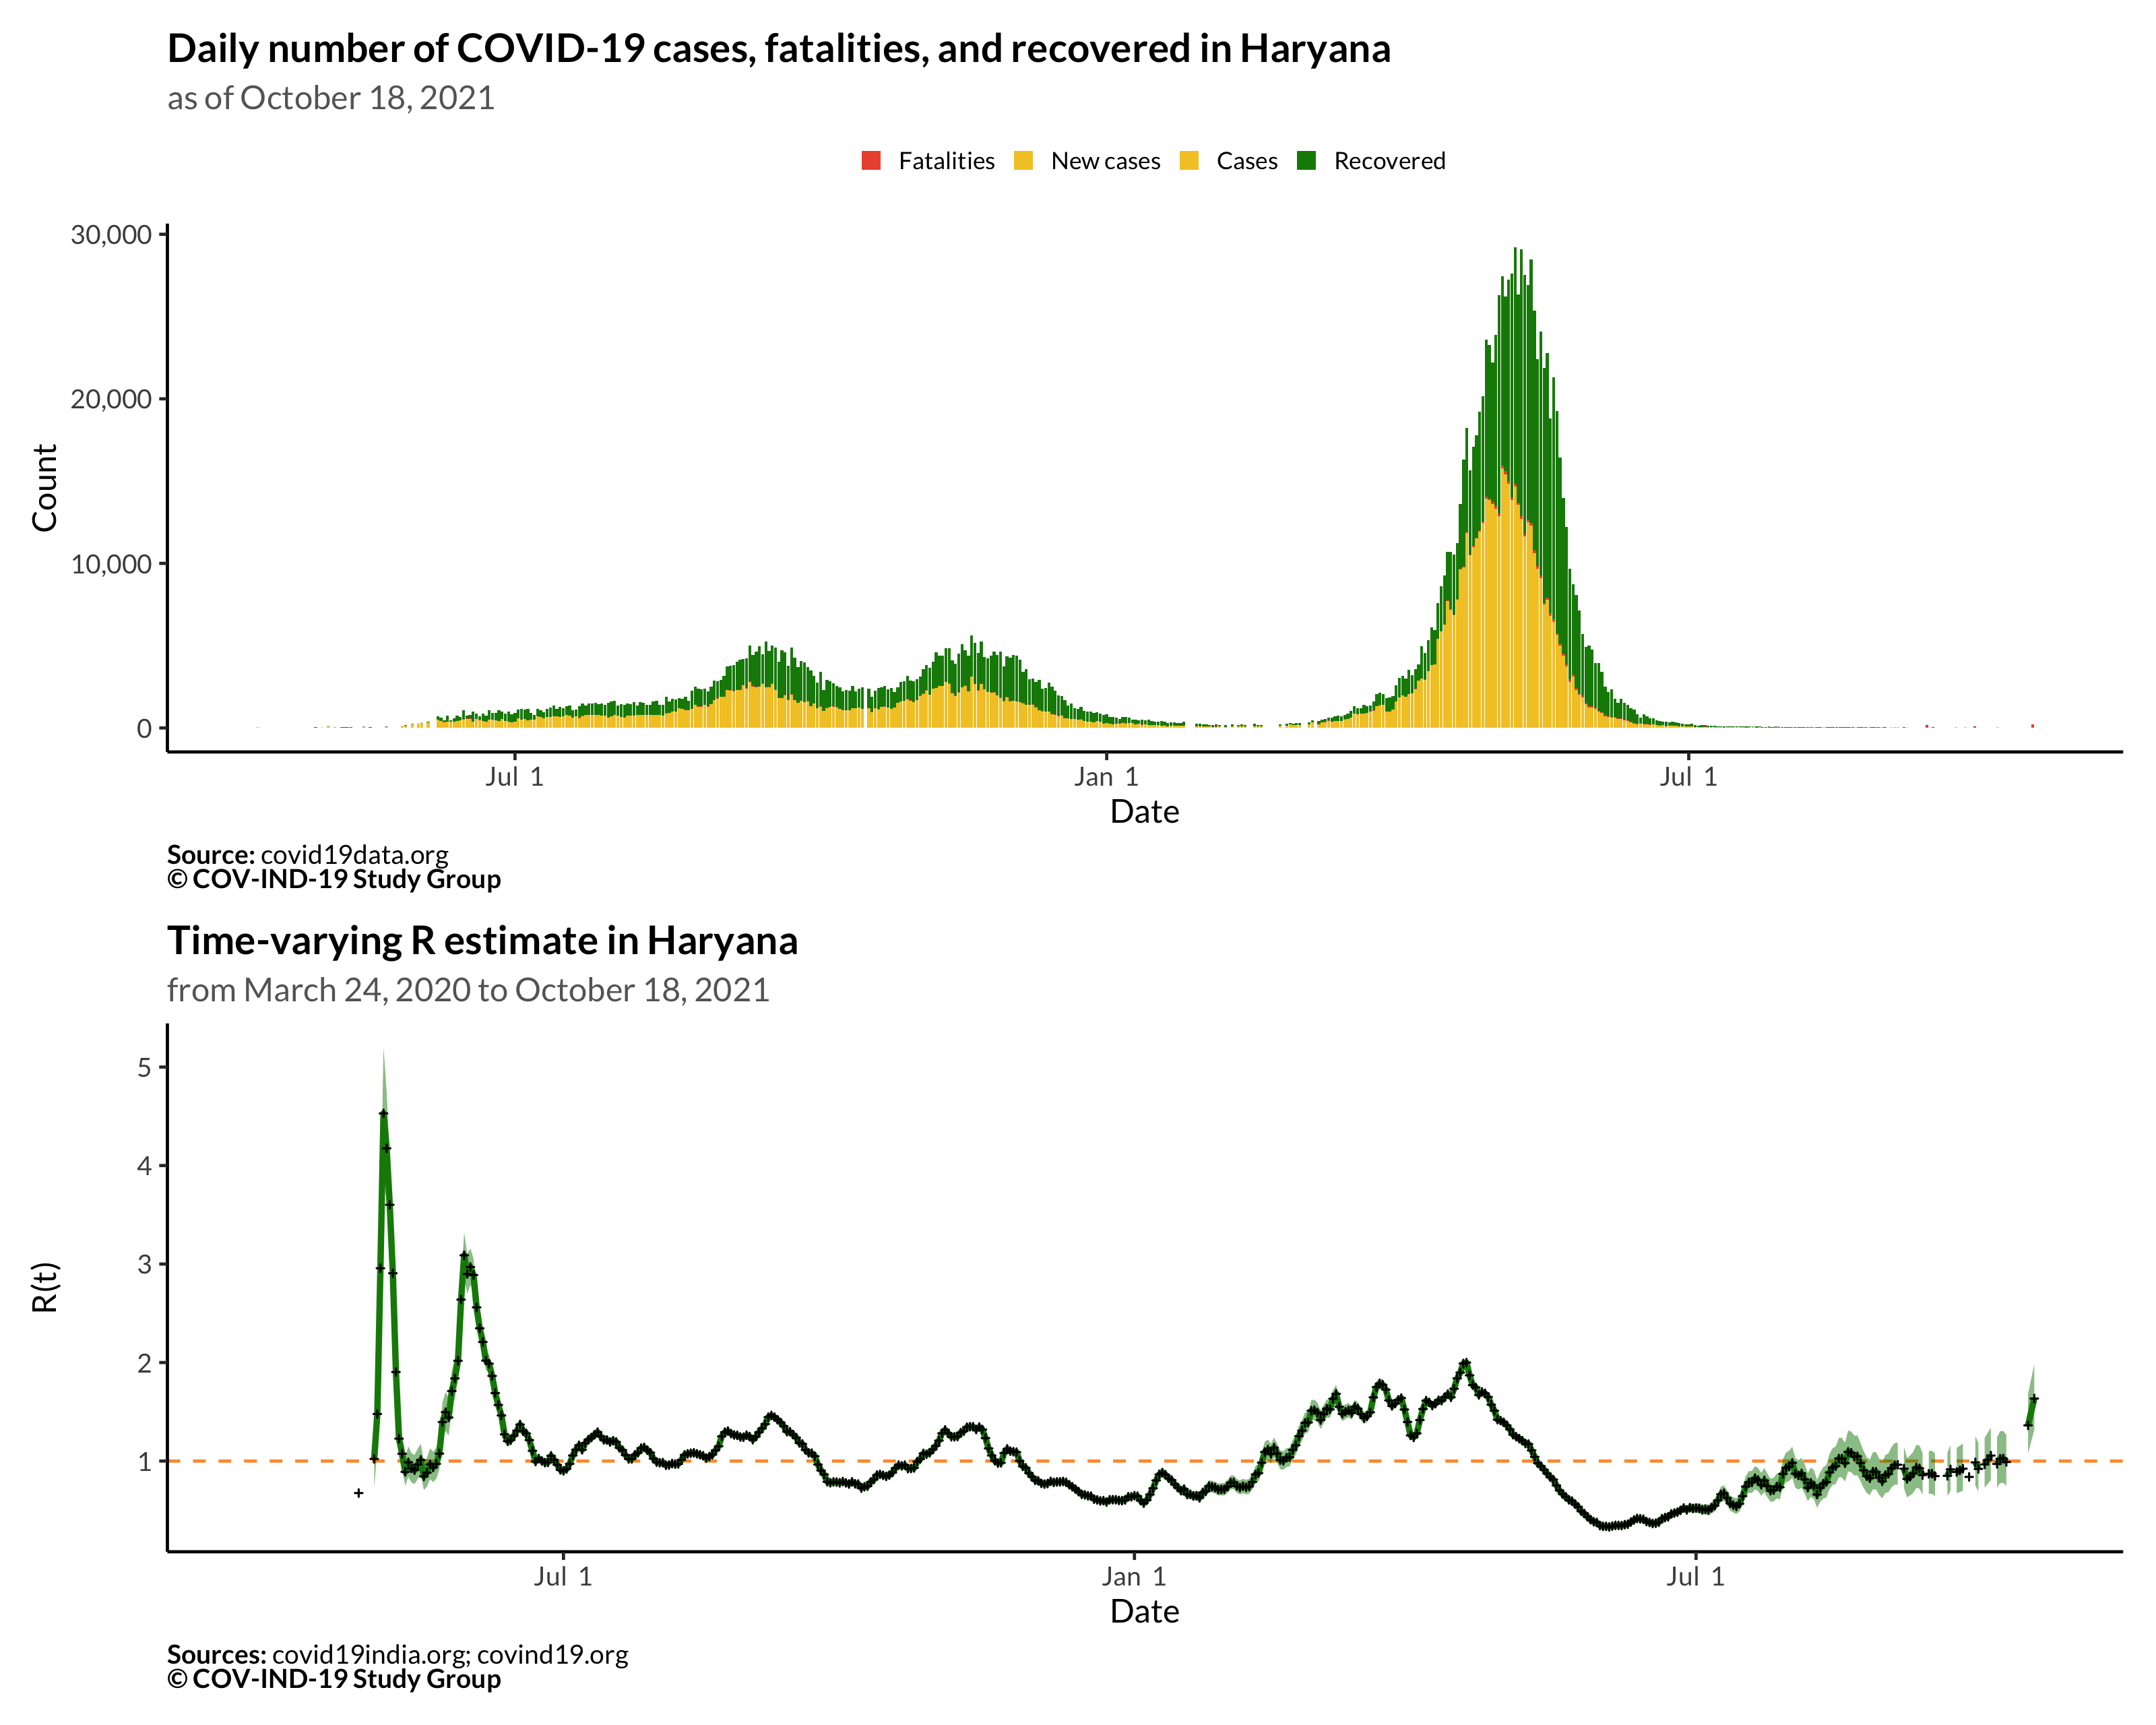 Daily number of COVID-19 cases, fatalities, and recovered in Haryana
as of October 18, 2021
Fatalities New cases Cases Recovered
30,000
20,000
10,000
0
Count
Jul 1 Jan 1 Jul 1
Date
Source: covid19data.org
© COV-IND-19 Study Group
Time-varying R estimate in Haryana
from March 24, 2020 to October 18, 2021
5
4
3
2
1
R(t)
Jul 1 Jan 1 Jul 1
Date
Sources: covid19india.org; covind19.org
© COV-IND-19 Study Group